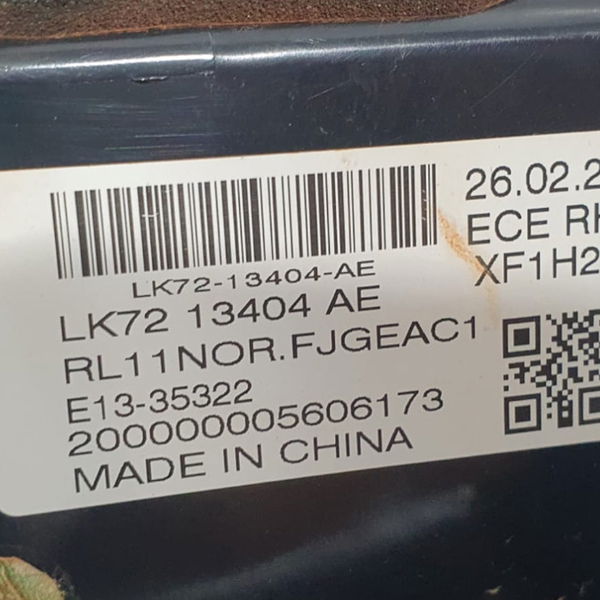 LK72-13404-AE
LK72 13404 AE
RL11NOR.FJGEAC1
E13-35322
200000005606173
MADE IN CHINA
26.02.2
ECE RH
XF1H2